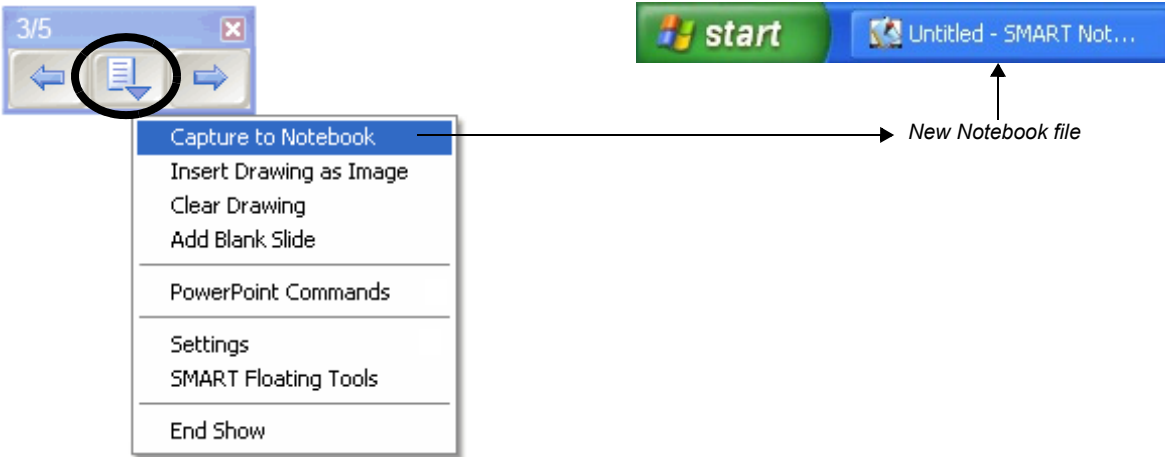 3/5
start
Untitled - SMART Not...
New Notebook file
Capture to Notebook
Insert Drawing as Image
Clear Drawing
Add Blank Slide
PowerPoint Commands
Settings
SMART Floating Tools
End Show